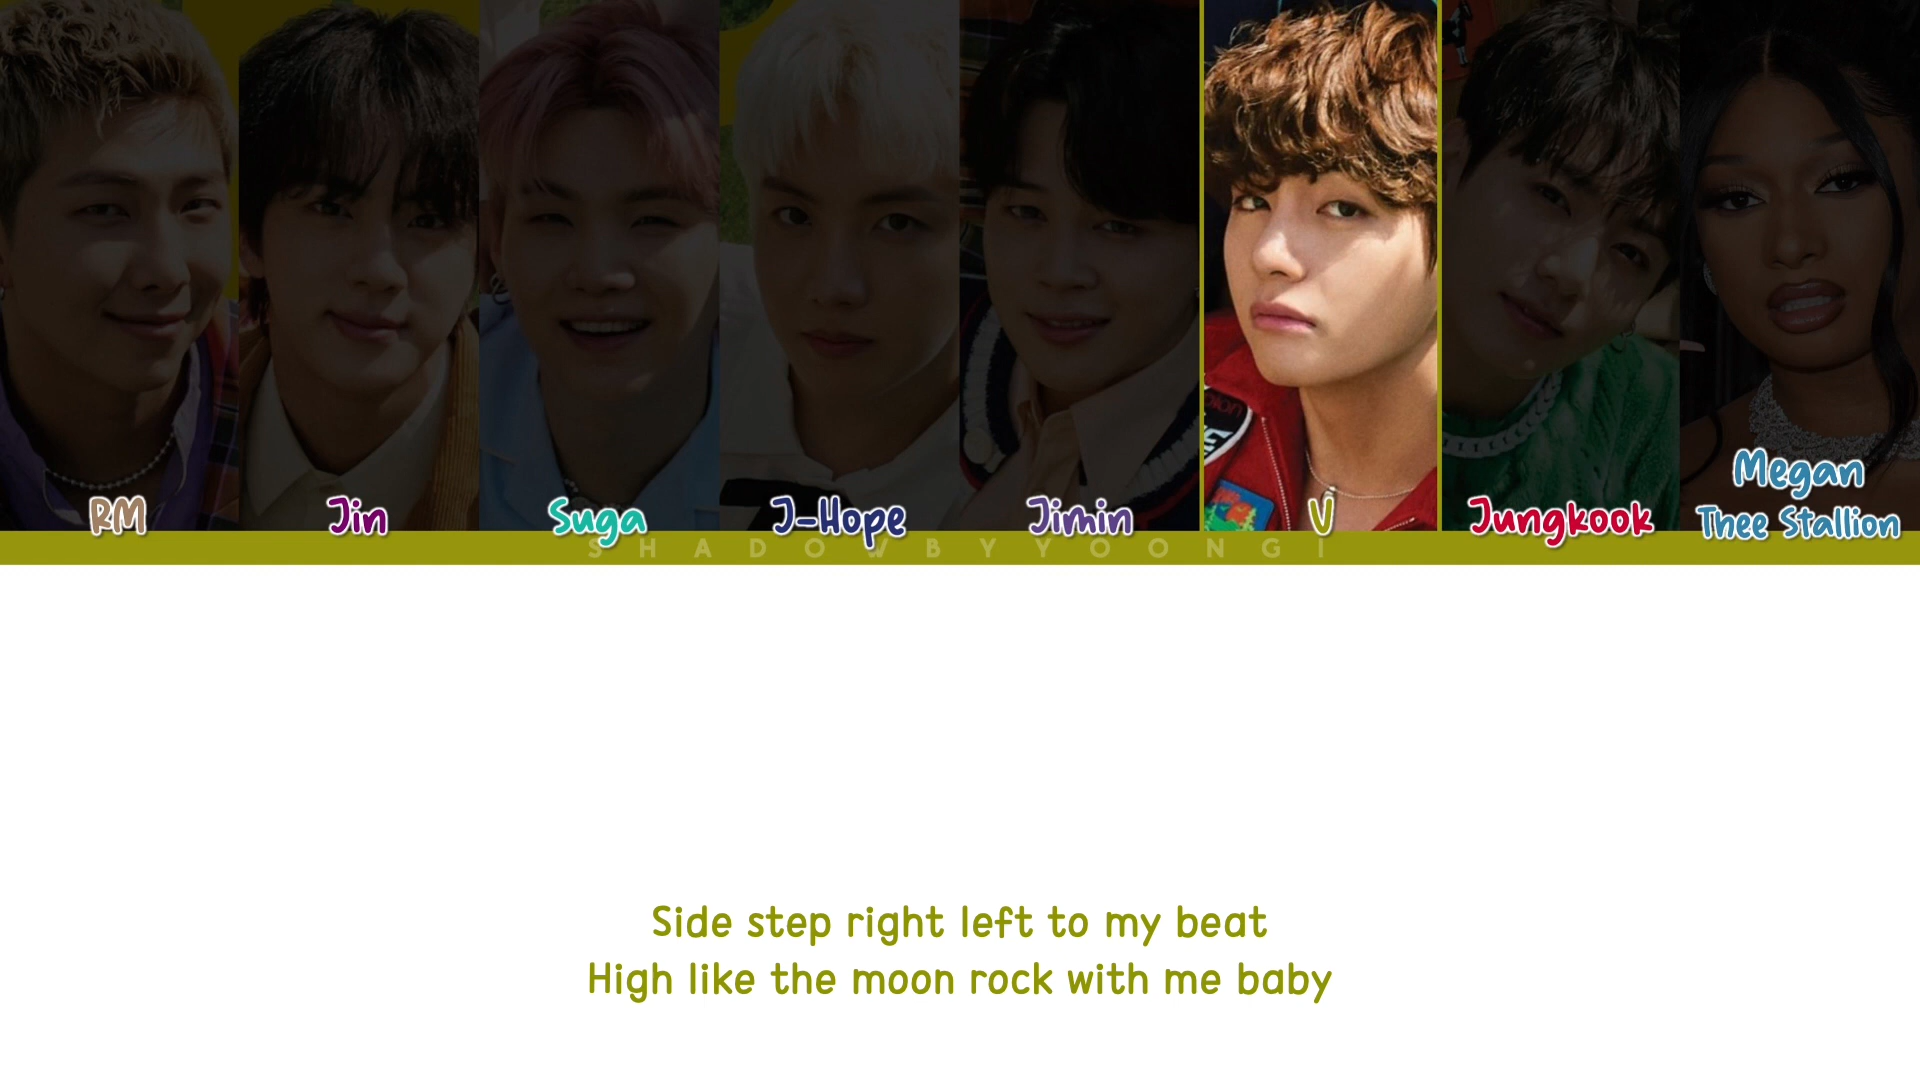 RM
Jin
Suga
J-Hope
Jimin
V
Jungkook
Megan
Thee Stallion
SHADOWBYYOONGI
Side step right left to my beat
High like the moon rock with me baby